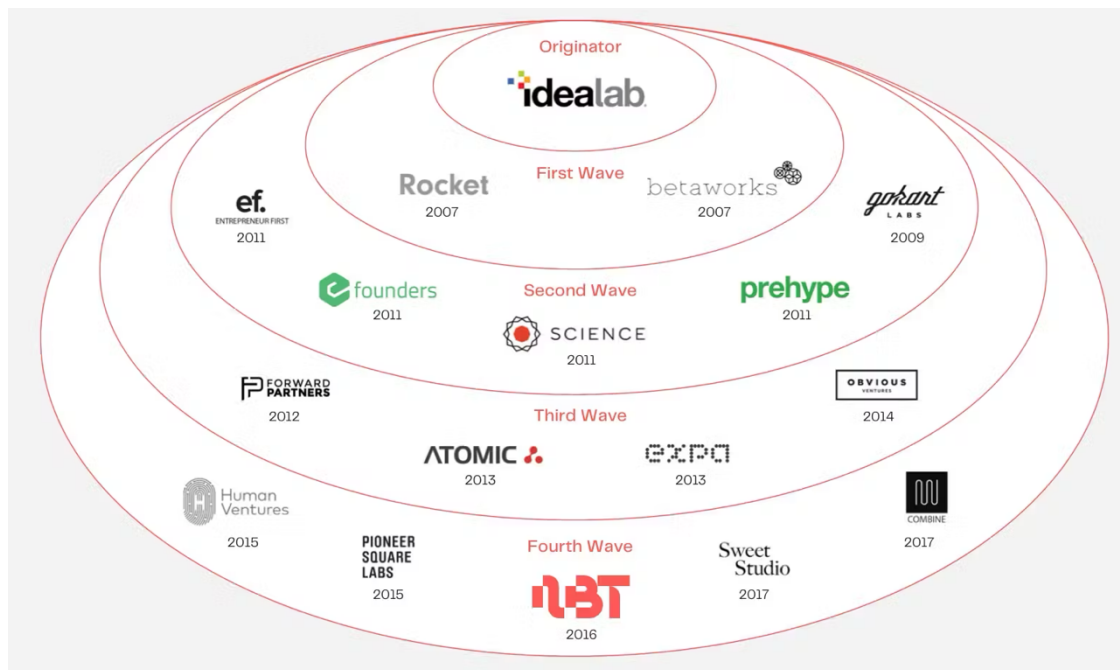 Originator
idealab
First Wave
Rocket
2007
betaworks
2007
ef.
ENTREPRENEUR FIRST
2011
gokart
LABS
2009
founders
2011
Second Wave
SCIENCE
2011
prehype
2011
FORWARD
PARTNERS
2012
OBVIOUS
VENTURES
2014
Third Wave
ATOMIC
2013
expa
2013
Human
Ventures
2015
COMBINE
2017
PIONEER
SQUARE
LABS
2015
Fourth Wave
NBT
2016
Sweet
Studio
2017